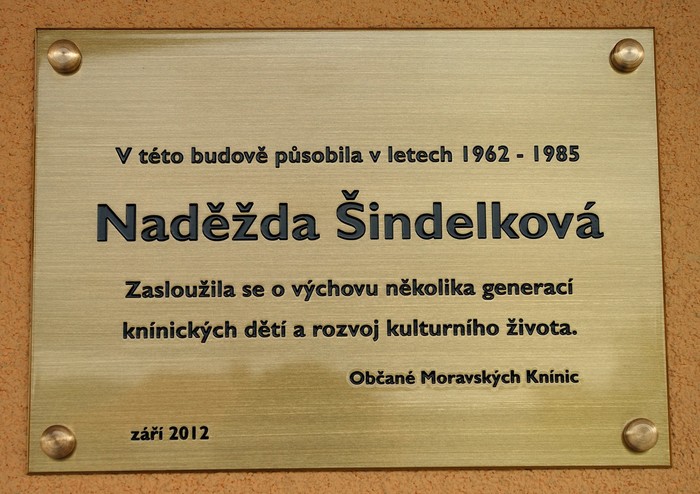 V této budově působila v letech 1962 - 1985
Naděžda Šindelková
Zasloužila se o výchovu několika generací
knínických dětí a rozvoj kulturního života.
Občané Moravských Knínic
září 2012